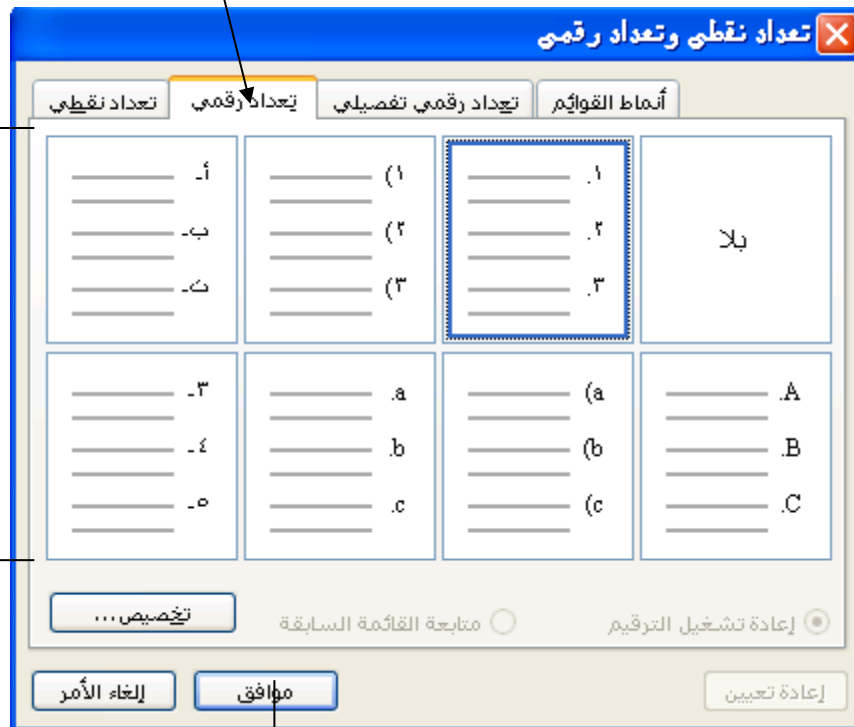 تعداد نقطي وتعداد رقمي
أنماط القوائم
تعداد رقمي تفصيلي
تعداد رقمي
تعداد نقطي
بلا
١.
٢.
٣.
١)
٢)
٣)
أ-
ب-
ت-
A.
B.
C.
a)
b)
c)
a.
b.
c.
٣-
٤-
٥-
إعادة تشغيل الترقيم
متابعة القائمة السابقة
تخصيص...
إعادة تعيين
موافق
إلغاء الأمر